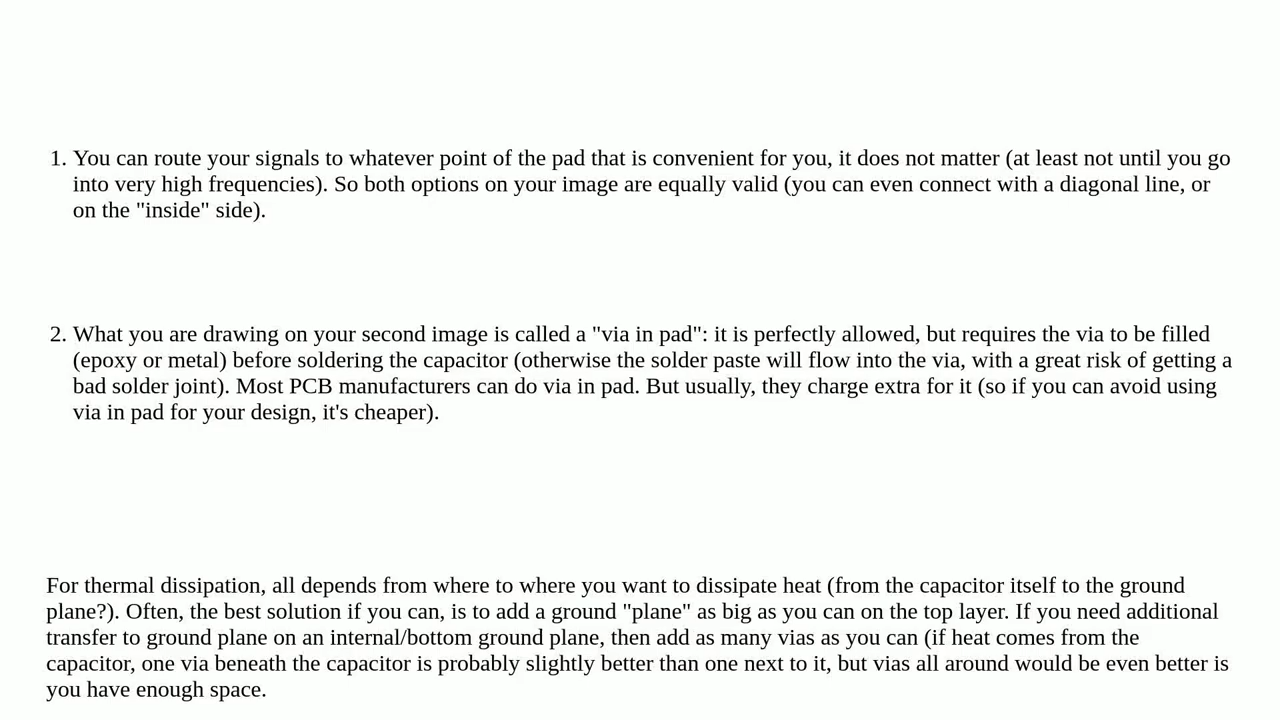 1. You can route your signals to whatever point of the pad that is convenient for you, it does not matter (at least not until you go
into very high frequencies). So both options on your image are equally valid (you can even connect with a diagonal line, or
on the "inside" side).
2. What you are drawing on your second image is called a "via in pad": it is perfectly allowed, but requires the via to be filled
(epoxy or metal) before soldering the capacitor (otherwise the solder paste will flow into the via, with a great risk of getting a
bad solder joint). Most PCB manufacturers can do via in pad. But usually, they charge extra for it (so if you can avoid using
via in pad for your design, it's cheaper).
For thermal dissipation, all depends from where to where you want to dissipate heat (from the capacitor itself to the ground
plane?). Often, the best solution if you can, is to add a ground "plane" as big as you can on the top layer. If you need additional
transfer to ground plane on an internal/bottom ground plane, then add as many vias as you can (if heat comes from the
capacitor, one via beneath the capacitor is probably slightly better than one next to it, but vias all around would be even better is
you have enough space.